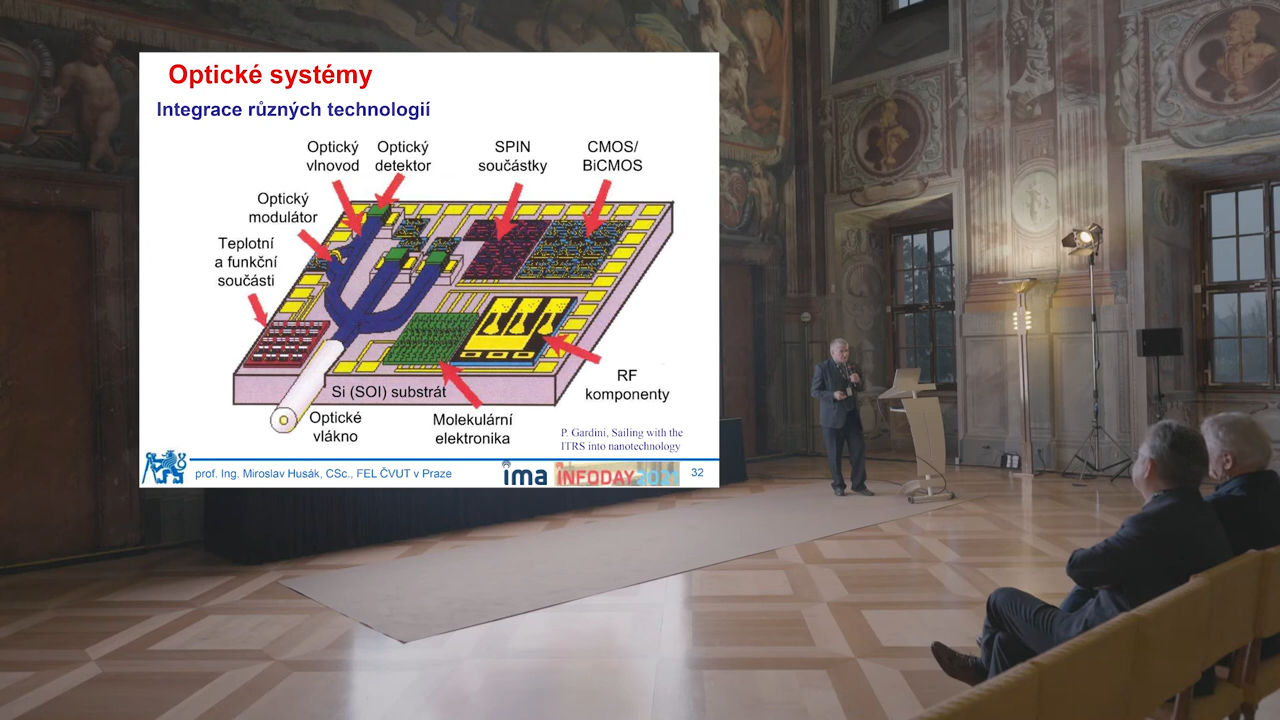 Optické systémy
Integrace různých technologií
Optický
vlnovod
Optický
detektor
SPIN
součástky
CMOS/
BiCMOS
Optický
modulátor
Teplotní
a funkční
součásti
Si (SOI) substrát
RF
komponenty
Optické
vlákno
Molekulární
elektronika
P. Gardini, Sailing with the
ITRS into nanotechnology
prof. Ing. Miroslav Husák, CSc., FEL ČVUT v Praze
ima
INFODAY2021
32